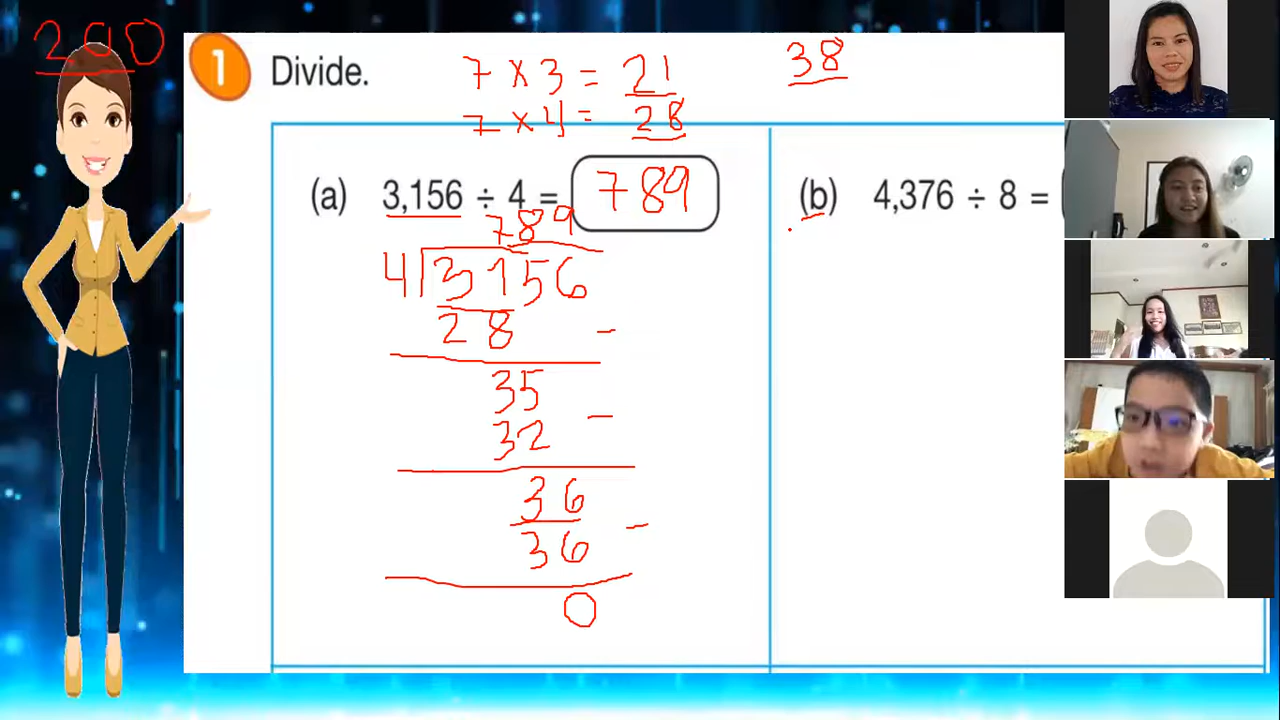 200
1 Divide.
7 × 3 = 21
7 × 4 = 28
38
(a) 3,156 ÷ 4 = 789
(b) 4,376 ÷ 8 =
789
4 3156
28 -
35
32 -
36
36 -
0